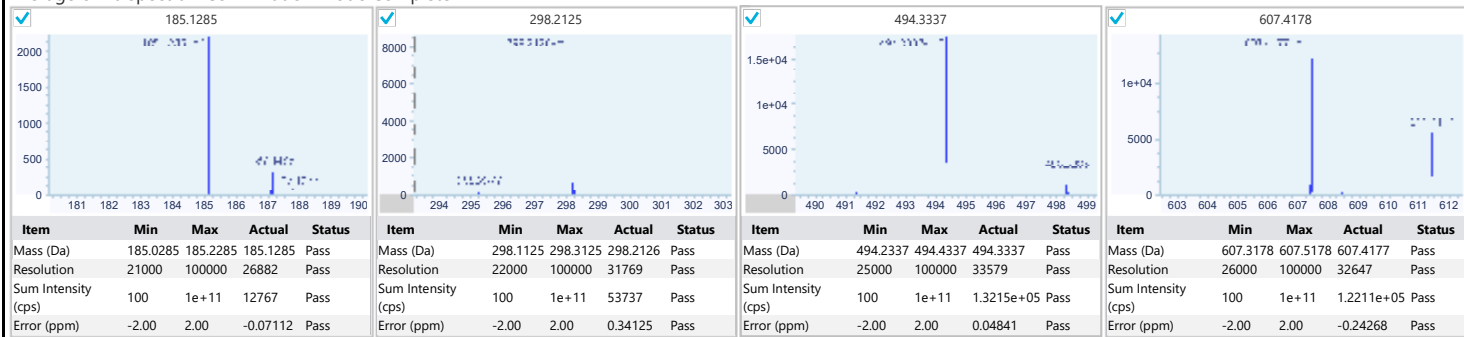 185.1285
2000
1500
1000
500
0
181 182 183 184 185 186 187 188 189 190
Item Min Max Actual Status
Mass (Da) 185.0285 185.2285 185.1285 Pass
Resolution 21000 100000 26882 Pass
Sum Intensity (cps) 100 1e+11 12767 Pass
Error (ppm) -2.00 2.00 -0.07112 Pass
298.2125
8000
6000
4000
2000
0
294 295 296 297 298 299 300 301 302 303
Item Min Max Actual Status
Mass (Da) 298.1125 298.3125 298.2126 Pass
Resolution 22000 100000 31769 Pass
Sum Intensity (cps) 100 1e+11 53737 Pass
Error (ppm) -2.00 2.00 0.34125 Pass
494.3337
1.5e+04
1e+04
5000
0
490 491 492 493 494 495 496 497 498 499
Item Min Max Actual Status
Mass (Da) 494.2337 494.4337 494.3337 Pass
Resolution 25000 100000 33579 Pass
Sum Intensity (cps) 100 1e+11 1.3215e+05 Pass
Error (ppm) -2.00 2.00 0.04841 Pass
607.4178
1e+04
5000
0
603 604 605 606 607 608 609 610 611 612
Item Min Max Actual Status
Mass (Da) 607.3178 607.5178 607.4177 Pass
Resolution 26000 100000 32647 Pass
Sum Intensity (cps) 100 1e+11 1.2211e+05 Pass
Error (ppm) -2.00 2.00 -0.24268 Pass